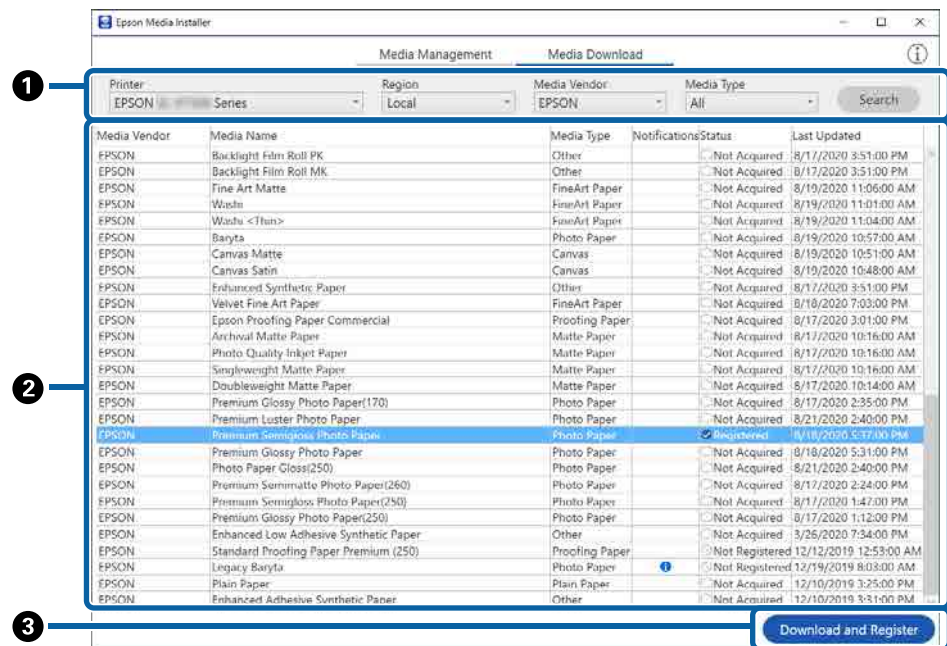 Epson Media Installer
Media Management Media Download
1
Printer Region Media Vendor Media Type
EPSON Series Local EPSON All Search
Media Vendor Media Name Media Type Notifications Status Last Updated
EPSON Backlight Film Roll PK Other Not Acquired 8/17/2020 3:51:00 PM
EPSON Backlight Film Roll MK Other Not Acquired 8/17/2020 3:51:00 PM
EPSON Fine Art Matte FineArt Paper Not Acquired 8/19/2020 11:06:00 AM
EPSON Washi FineArt Paper Not Acquired 8/19/2020 11:01:00 AM
EPSON Washi <Thin> FineArt Paper Not Acquired 8/19/2020 11:04:00 AM
EPSON Baryta Photo Paper Not Acquired 8/19/2020 10:57:00 AM
EPSON Canvas Matte Canvas Not Acquired 8/19/2020 10:51:00 AM
EPSON Canvas Satin Canvas Not Acquired 8/19/2020 10:48:00 AM
EPSON Enhanced Synthetic Paper Other Not Acquired 8/17/2020 3:51:00 PM
EPSON Velvet Fine Art Paper FineArt Paper Not Acquired 8/18/2020 7:03:00 PM
EPSON Epson Proofing Paper Commercial Proofing Paper Not Acquired 8/17/2020 3:01:00 PM
EPSON Archival Matte Paper Matte Paper Not Acquired 8/17/2020 10:16:00 AM
EPSON Photo Quality Inkjet Paper Matte Paper Not Acquired 8/17/2020 10:16:00 AM
EPSON Singleweight Matte Paper Matte Paper Not Acquired 8/17/2020 10:16:00 AM
2
EPSON Doubleweight Matte Paper Matte Paper Not Acquired 8/17/2020 10:14:00 AM
EPSON Premium Glossy Photo Paper(170) Photo Paper Not Acquired 8/17/2020 2:35:00 PM
EPSON Premium Luster Photo Paper Photo Paper Not Acquired 8/21/2020 2:40:00 PM
EPSON Premium Semigloss Photo Paper Photo Paper Registered 8/18/2020 5:37:00 PM
EPSON Premium Glossy Photo Paper Photo Paper Not Acquired 8/18/2020 5:31:00 PM
EPSON Photo Paper Gloss(250) Photo Paper Not Acquired 8/21/2020 2:40:00 PM
EPSON Premium Semimatte Photo Paper(260) Photo Paper Not Acquired 8/17/2020 2:24:00 PM
EPSON Premium Semigloss Photo Paper(250) Photo Paper Not Acquired 8/17/2020 1:47:00 PM
EPSON Premium Glossy Photo Paper(250) Photo Paper Not Acquired 8/17/2020 1:12:00 PM
EPSON Enhanced Low Adhesive Synthetic Paper Other Not Acquired 3/26/2020 7:34:00 PM
EPSON Standard Proofing Paper Premium (250) Proofing Paper Not Registered 12/12/2019 12:53:00 AM
EPSON Legacy Baryta Photo Paper Not Registered 12/19/2019 8:03:00 AM
EPSON Plain Paper Plain Paper Not Acquired 12/10/2019 3:25:00 PM
EPSON Enhanced Adhesive Synthetic Paper Other Not Acquired 12/10/2019 3:31:00 PM
3
Download and Register